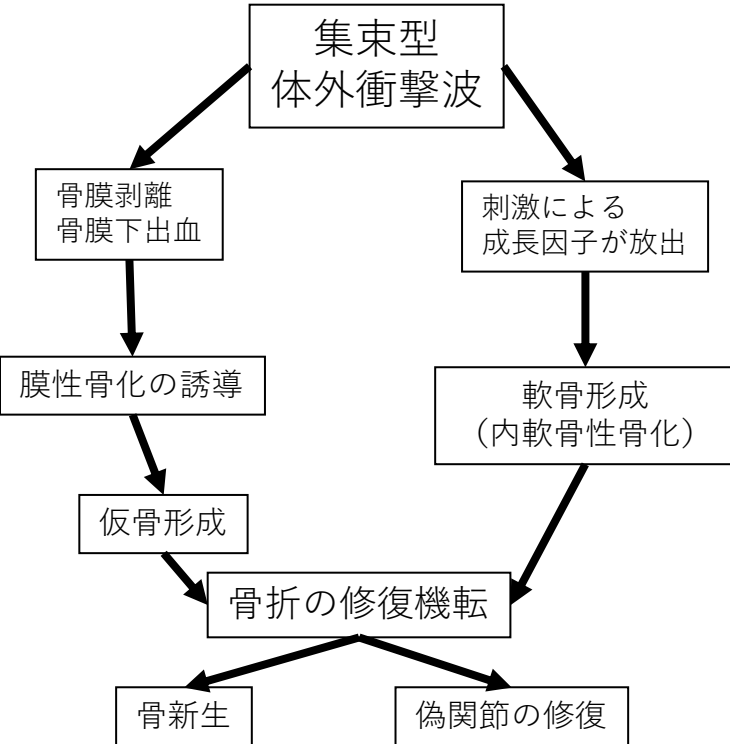 集束型
体外衝撃波
骨膜剥離
骨膜下出血
刺激による
成長因子が放出
膜性骨化の誘導
軟骨形成
（内軟骨性骨化）
仮骨形成
骨折の修復機転
骨新生
偽関節の修復